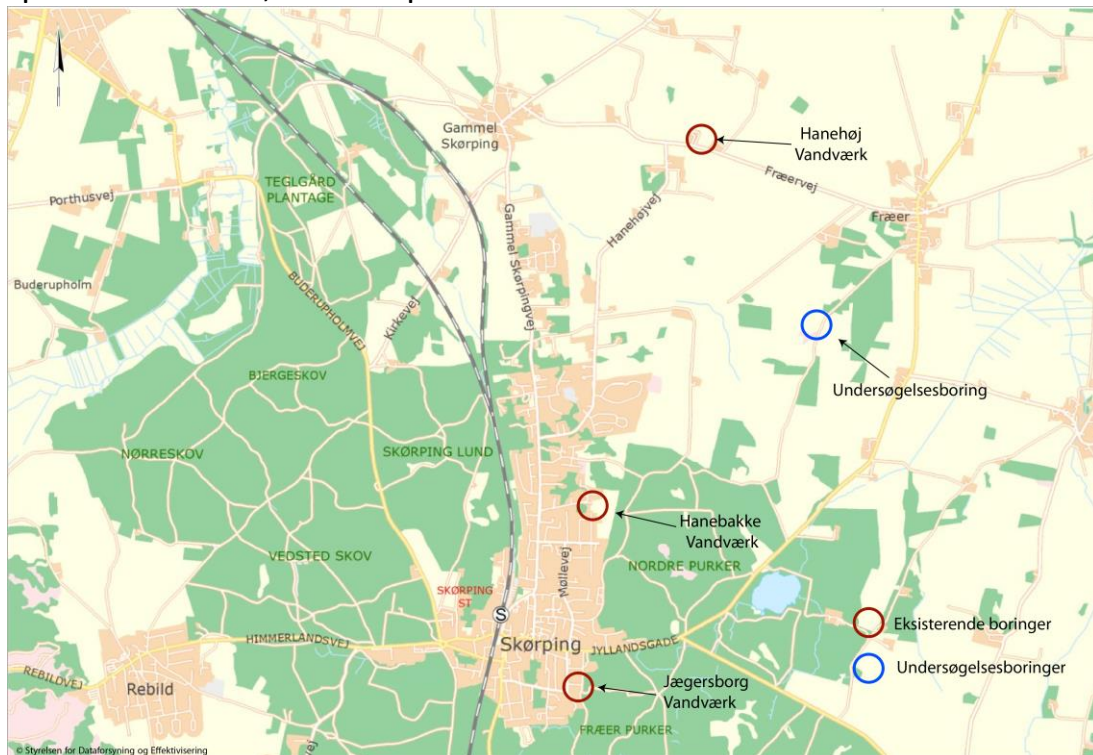 Gammel
Skørping
Hanehøj
Vandværk
TEGLGÅRD
PLANTAGE
Porthusvej
Fræervej
Fræer
Hanehøjvej
Gammel Skørpingvej
Buderupholm
BUDERUPHOLMVEJ
Kirkevej
BJERGESKOV
Undersøgelsesboring
NØRRESKOV
SKØRPING LUND
Hanebakke
Vandværk
VEDSTED SKOV
Møllevej
NORDRE PURKER
SKØRPING
ST
S
Eksisterende boringer
HIMMERLANDSVEJ
Skørping
JYLLANDSGADE
Undersøgelsesboringer
REBILDVEJ
Rebild
Jægersborg
Vandværk
FRÆER PURKER
© Styrelsen for Dataforsyning og Effektivisering